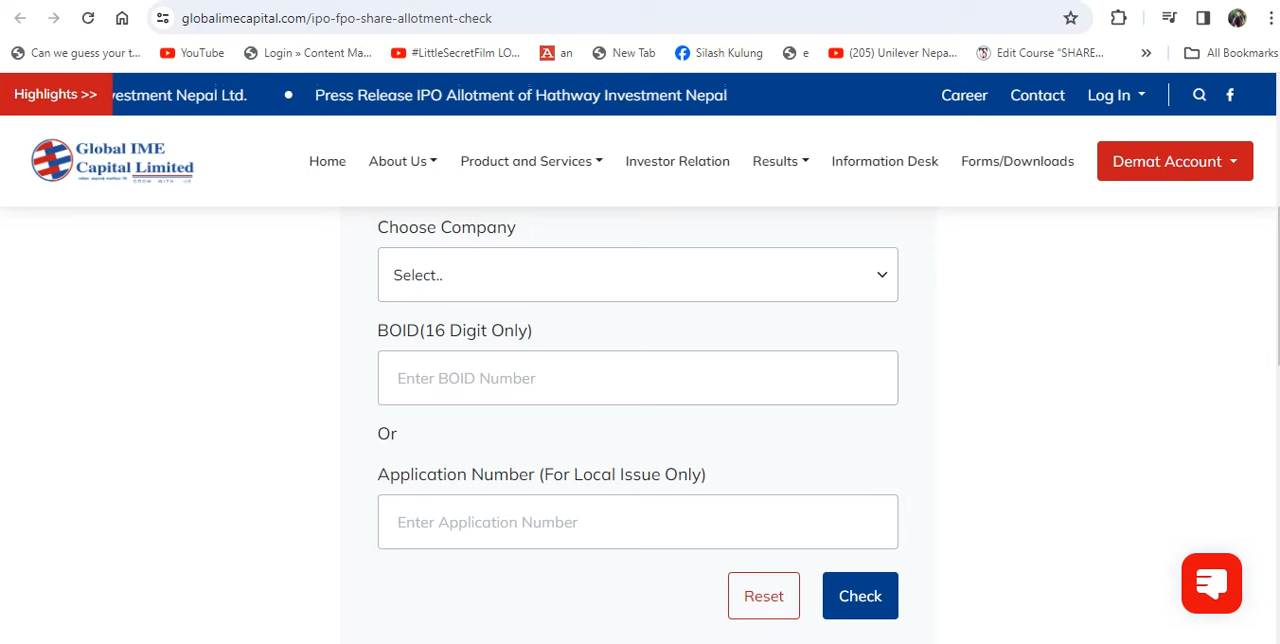 globalimecapital.com/ipo-fpo-share-allotment-check
Can we guess your t...
YouTube
Login » Content Ma...
#LittleSecretFilm LO...
an
New Tab
Silash Kulung
e
(205) Unilever Nepa...
Edit Course “SHARE...
»
All Bookmarks
Highlights >>
vestment Nepal Ltd.
Press Release IPO Allotment of Hathway Investment Nepal
Career
Contact
Log In
Global IME
Capital Limited
GROW WITH US
Home
About Us
Product and Services
Investor Relation
Results
Information Desk
Forms/Downloads
Demat Account
Choose Company
Select..
BOID(16 Digit Only)
Enter BOID Number
Or
Application Number (For Local Issue Only)
Enter Application Number
Reset
Check